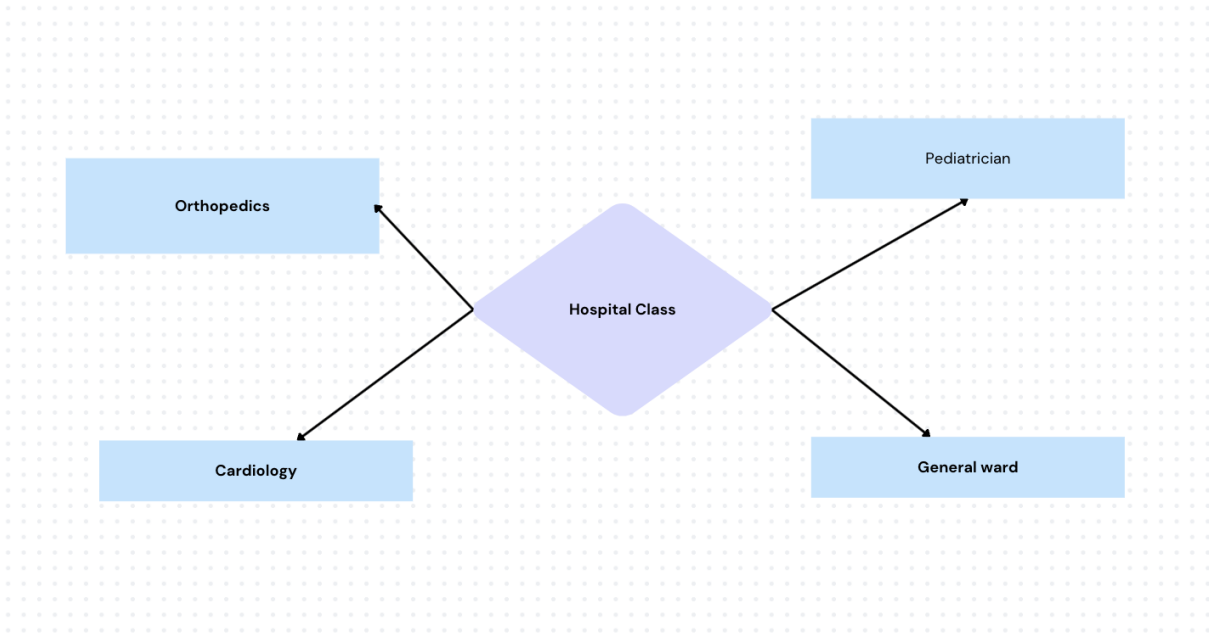 Pediatrician
Orthopedics
Hospital Class
Cardiology
General ward